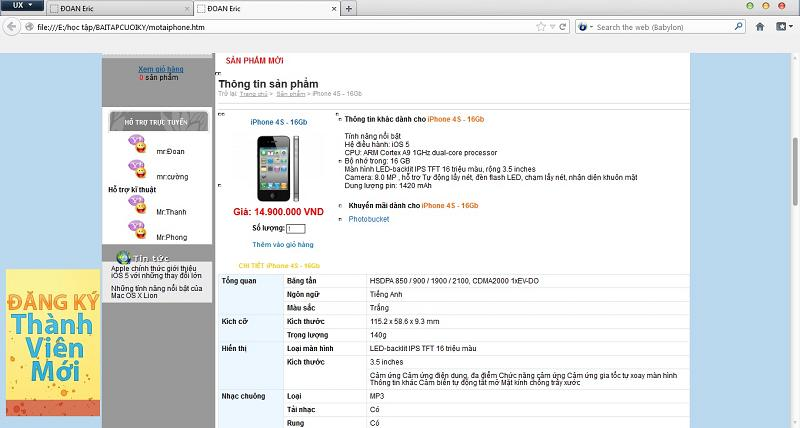 UX
ĐOAN Eric
ĐOAN Eric
file:///E:/học tập/BAITAPCUOIKY/motaiphone.htm
Search the web (Babylon)
SẢN PHẨM MỚI
Xem giỏ hàng
0 sản phẩm
Thông tin sản phẩm
Trở lại: Trang chủ > Sản phẩm > iPhone 4S - 16Gb
HỖ TRỢ TRỰC TUYẾN
mr.Đoan
mr.cường
Hỗ trợ kĩ thuật
Mr.Thanh
Mr.Phong
Tin tức
Apple chính thức giới thiệu
iOS 5 với những thay đổi lớn
Những tính năng nổi bật của
Mac OS X Lion
ĐĂNG KÝ
Thành
Viên
Mới
iPhone 4S - 16Gb
Giá: 14.900.000 VND
Số lượng: 1
Thêm vào giỏ hàng
Thông tin khác dành cho iPhone 4S - 16Gb
Tính năng nổi bật
Hệ điều hành: iOS 5
CPU: ARM Cortex A9 1GHz dual-core processor
Bộ nhớ trong: 16 GB
Màn hình LED-backlit IPS TFT 16 triệu màu, rộng 3.5 inches
Camera: 8.0 MP , hỗ trợ Tự động lấy nét, đèn flash LED, chạm lấy nét, nhận diện khuôn mặt
Dung lượng pin: 1420 mAh
Khuyến mãi dành cho iPhone 4S - 16Gb
Photobucket
CHI TIẾT iPhone 4S - 16Gb
Tổng quan Băng tần HSDPA 850 / 900 / 1900 / 2100, CDMA2000 1xEV-DO
Ngôn ngữ Tiếng Anh
Màu sắc Trắng
Kích cỡ Kích thước 115.2 x 58.6 x 9.3 mm
Trọng lượng 140g
Hiển thị Loại màn hình LED-backlit IPS TFT 16 triệu màu
Kích thước 3.5 inches
Cảm ứng Cảm ứng điện dung, đa điểm Chức năng cảm ứng Cảm ứng gia tốc tự xoay màn hình
Thông tin khác Cảm biến tự động tắt mở Mặt kính chống trầy xước
Nhạc chuông Loại MP3
Tải nhạc Có
Rung Có